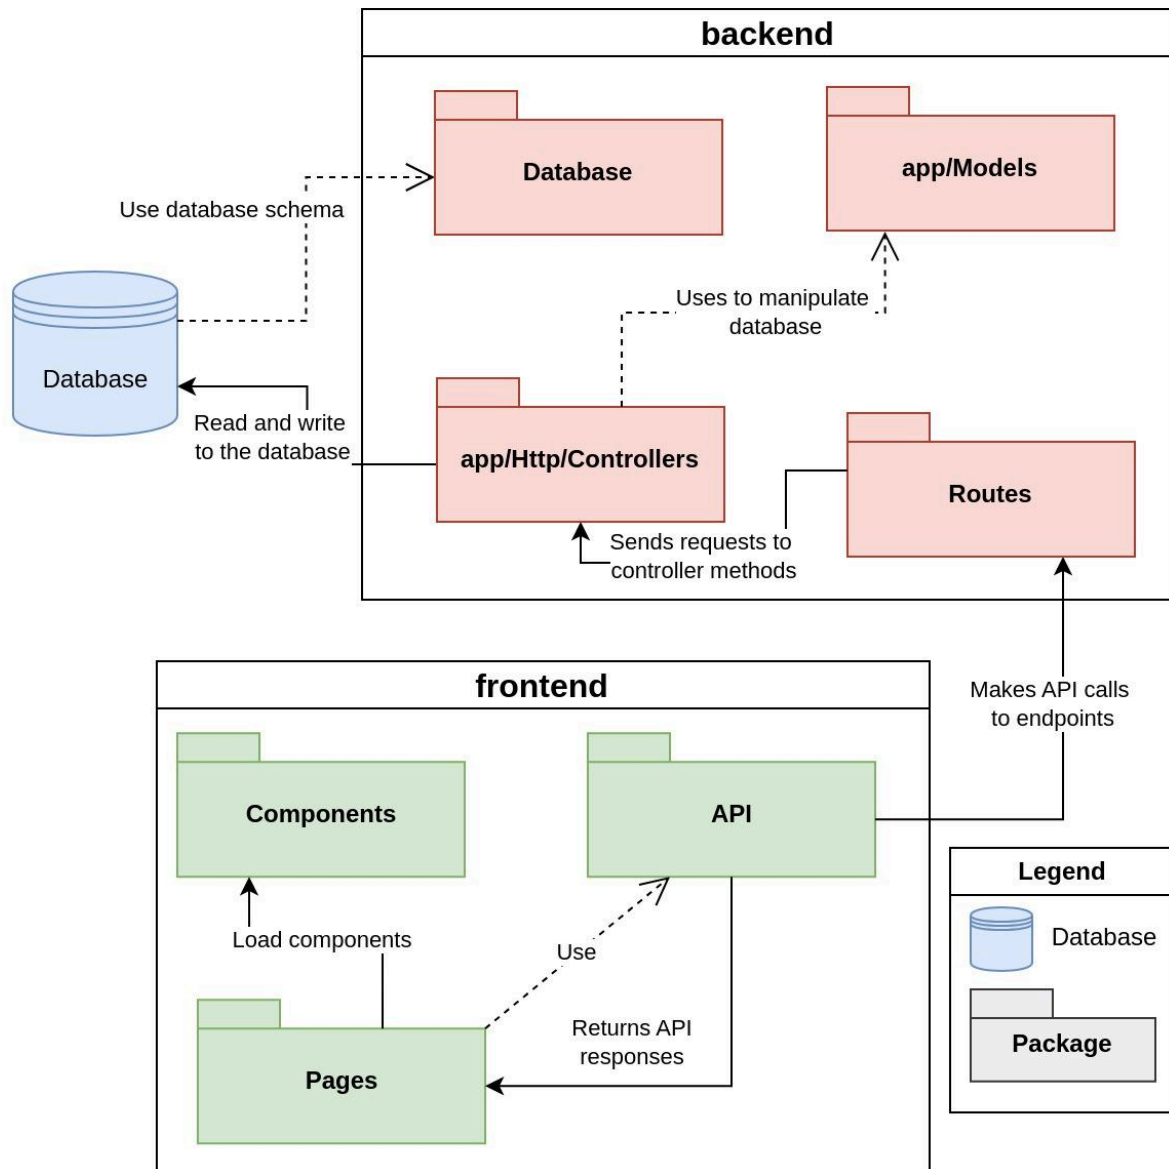 backend
Database
app/Models
Use database schema
Uses to manipulate
database
Database
Read and write
to the database
app/Http/Controllers
Routes
Sends requests to
controller methods
Makes API calls
to endpoints
frontend
Components
API
Load components
Use
Returns API
responses
Pages
Legend
Database
Package